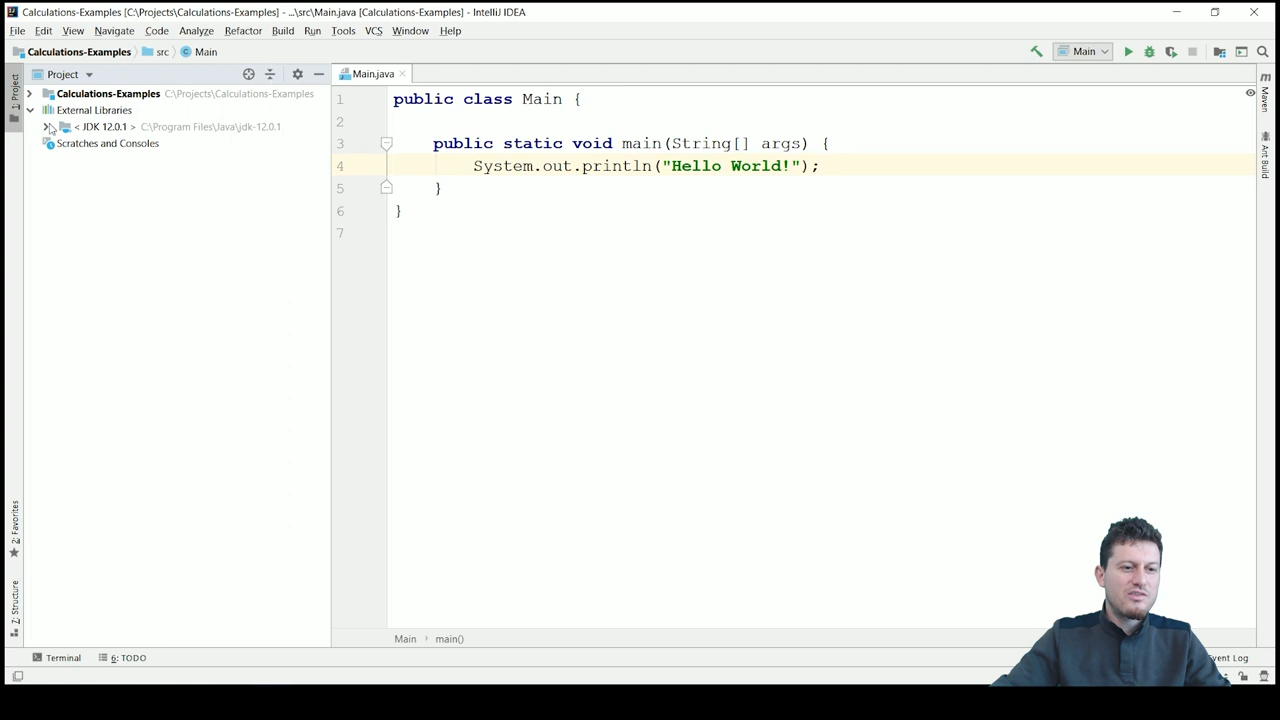 Calculations-Examples [C:\Projects\Calculations-Examples] - ...\src\Main.java [Calculations-Examples] - IntelliJ IDEA
File Edit View Navigate Code Analyze Refactor Build Run Tools VCS Window Help
Calculations-Examples src Main
Main
1: Project
Project
Main.java
Calculations-Examples C:\Projects\Calculations-Examples
External Libraries
< JDK 12.0.1 > C:\Program Files\Java\jdk-12.0.1
Scratches and Consoles
1 public class Main {
2
3 public static void main(String[] args) {
4 System.out.println("Hello World!");
5 }
6 }
7
Maven
Ant Build
2: Favorites
7: Structure
Main › main()
Terminal 6: TODO
Event Log